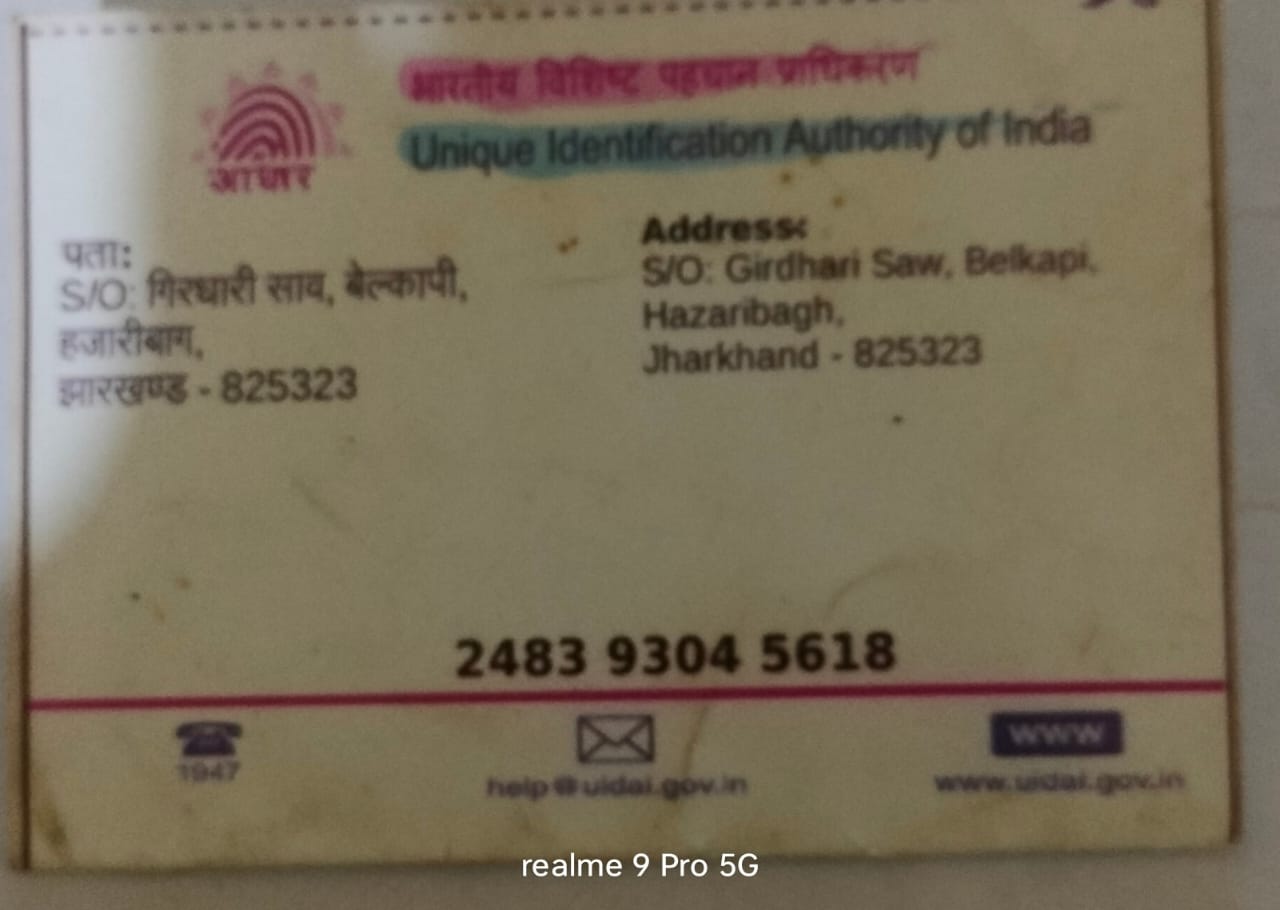 भारतीय विशिष्ट पहचान प्राधिकरण
Unique Identification Authority of India
आधार
पता:
S/O: गिरधारी साव, बेल्कापी,
हजारीबाग,
झारखण्ड - 825323
Address:
S/O: Girdhari Saw, Belkapi,
Hazaribagh,
Jharkhand - 825323
2483 9304 5618
1947
help@uidai.gov.in
www
www.uidai.gov.in
realme 9 Pro 5G